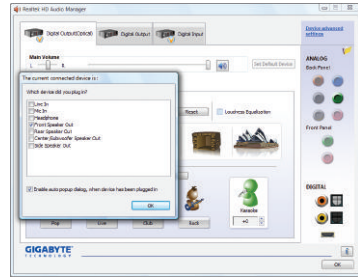 Realtek HD Audio Manager
Digital Output(Optical)
Digital Output
Digital Input
Device advanced
settings
Main Volume
L
R
Set Default Device
ANALOG
Back Panel
The current connected device is:
Which device did you plug in?
Line In
Mic In
Headphone
Front Speaker Out
Rear Speaker Out
Center/Subwoofer Speaker Out
Side Speaker Out
Enable auto popup dialog, when device has been plugged in
OK
Reset
Loudness Equalization
Front Panel
Karaoke
Pop
Live
Club
Rock
+0
DIGITAL
GIGABYTE
TECHNOLOGY
OK